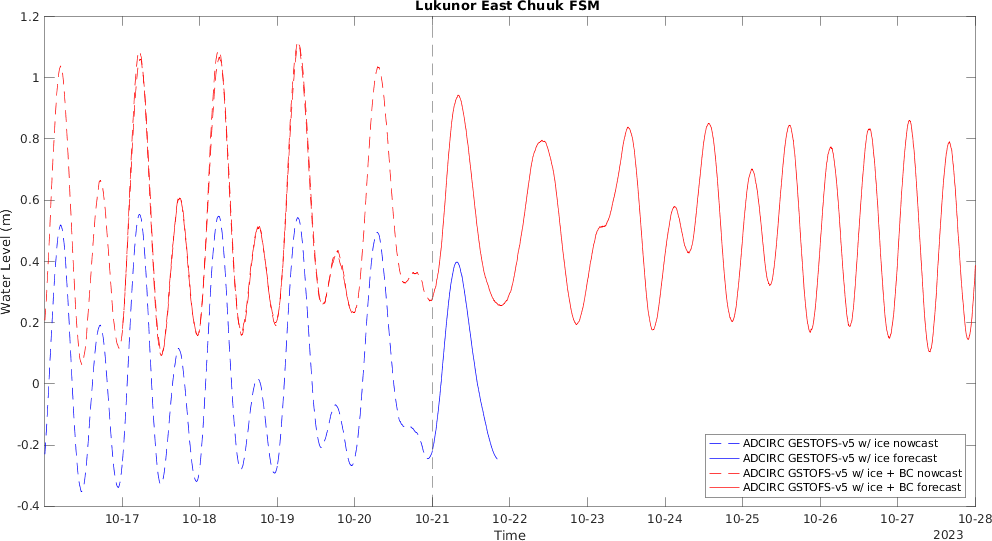 Lukunor East Chuuk FSM
1.2
1
0.8
0.6
0.4
0.2
0
-0.2
-0.4
Water Level (m)
10-17 10-18 10-19 10-20 10-21 10-22 10-23 10-24 10-25 10-26 10-27 10-28
Time
2023
ADCIRC GESTOFS-v5 w/ ice nowcast
ADCIRC GESTOFS-v5 w/ ice forecast
ADCIRC GSTOFS-v5 w/ ice + BC nowcast
ADCIRC GSTOFS-v5 w/ ice + BC forecast